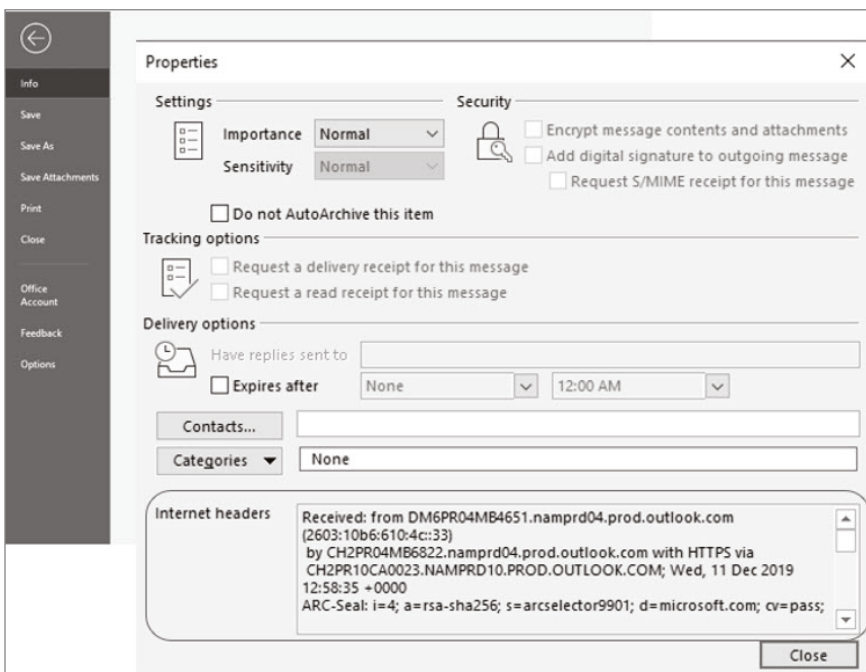 Info
Save
Save As
Save Attachments
Print
Close
Office
Account
Feedback
Options
Properties
Settings
Importance Normal
Sensitivity Normal
Do not AutoArchive this item
Security
Encrypt message contents and attachments
Add digital signature to outgoing message
Request S/MIME receipt for this message
Tracking options
Request a delivery receipt for this message
Request a read receipt for this message
Delivery options
Have replies sent to
Expires after None 12:00 AM
Contacts...
Categories None
Internet headers
Received: from DM6PR04MB4651.namprd04.prod.outlook.com
(2603:10b6:610:4c::33)
by CH2PR04MB6822.namprd04.prod.outlook.com with HTTPS via
CH2PR10CA0023.NAMPRD10.PROD.OUTLOOK.COM; Wed, 11 Dec 2019
12:58:35 +0000
ARC-Seal: i=4; a=rsa-sha256; s=arcselector9901; d=microsoft.com; cv=pass;
Close